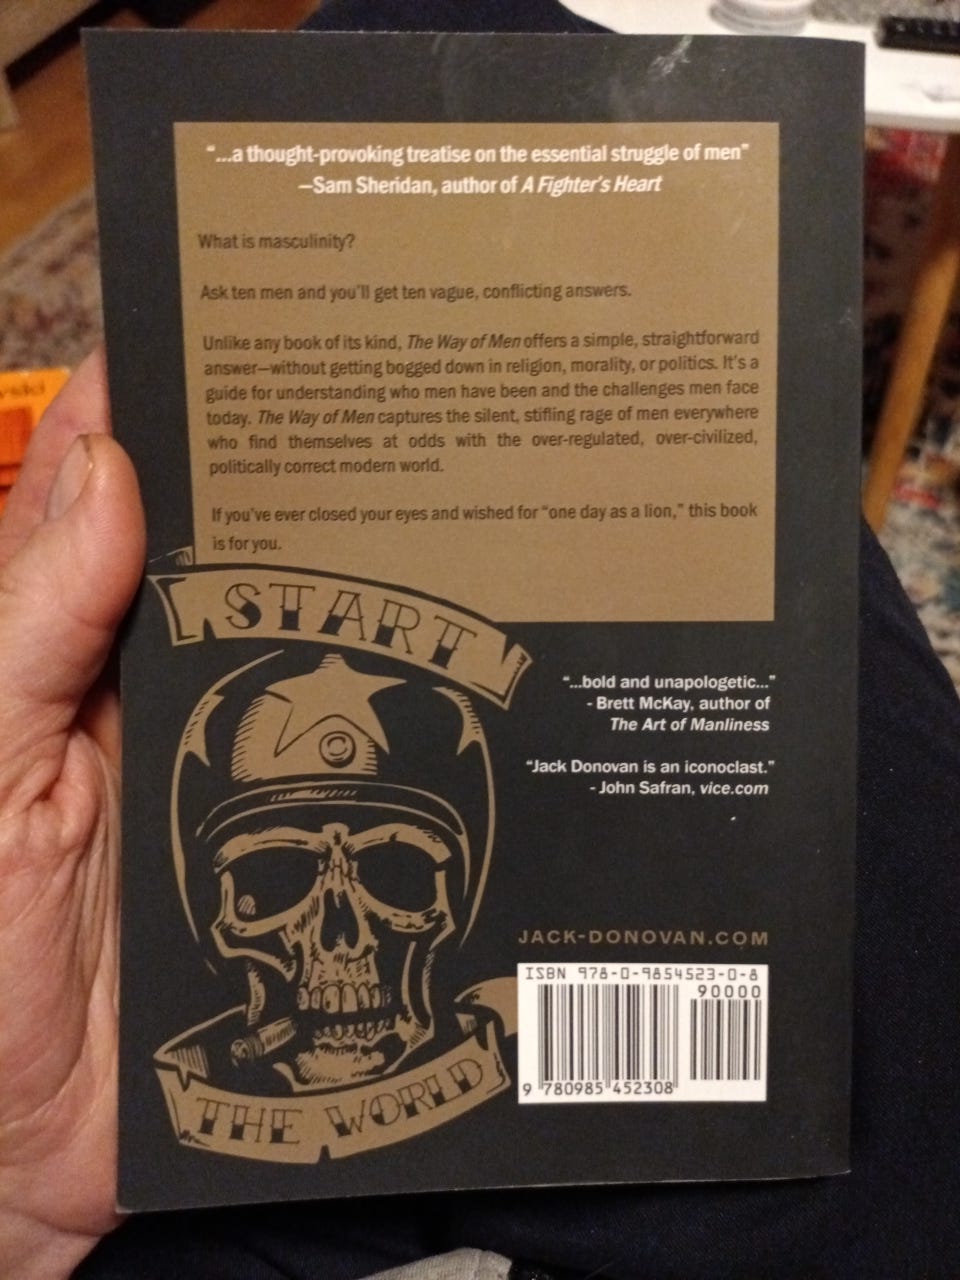 "...a thought-provoking treatise on the essential struggle of men"
—Sam Sheridan, author of A Fighter's Heart
What is masculinity?
Ask ten men and you'll get ten vague, conflicting answers.
Unlike any book of its kind, The Way of Men offers a simple, straightforward
answer—without getting bogged down in religion, morality, or politics. It's a
guide for understanding who men have been and the challenges men face
today. The Way of Men captures the silent, stifling rage of men everywhere
who find themselves at odds with the over-regulated, over-civilized,
politically correct modern world.
If you've ever closed your eyes and wished for "one day as a lion," this book
is for you.
START
"...bold and unapologetic..."
- Brett McKay, author of
The Art of Manliness
"Jack Donovan is an iconoclast."
- John Safran, vice.com
JACK-DONOVAN.COM
ISBN 978-0-9854523-0-8
90000
9 780985 452308
THE WORLD